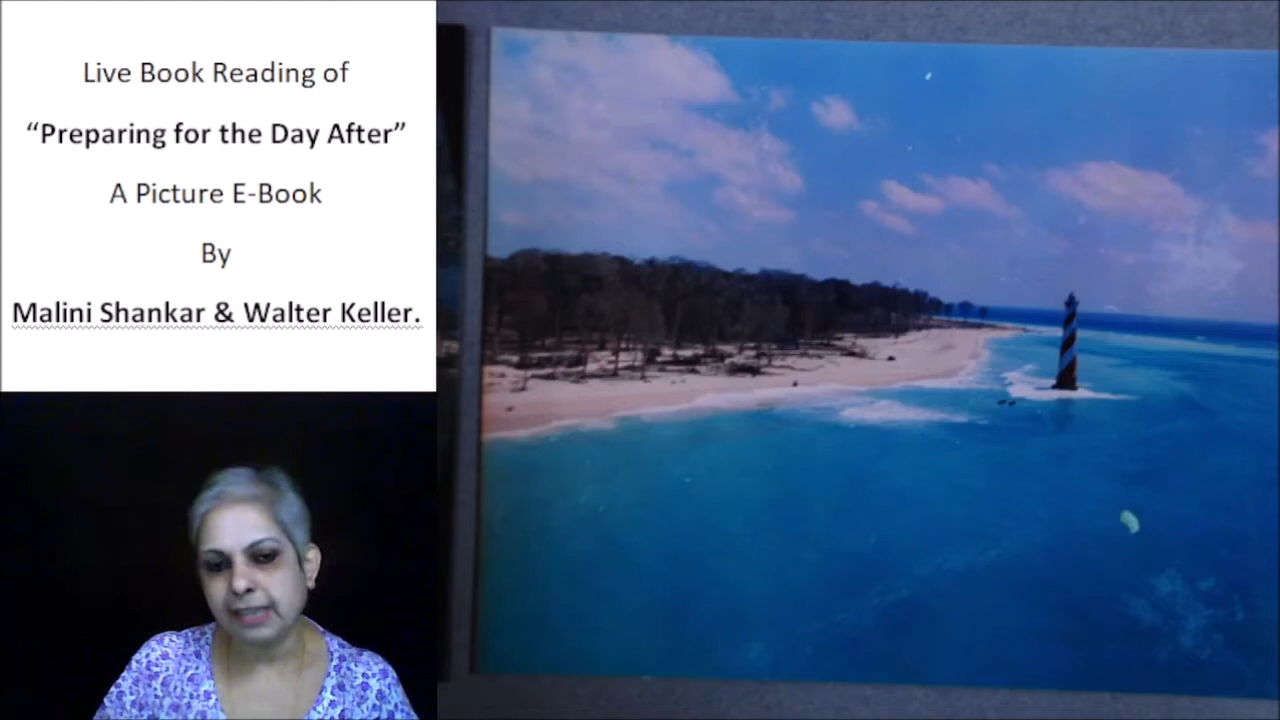 Live Book Reading of
“Preparing for the Day After”
A Picture E-Book
By
Malini Shankar & Walter Keller.